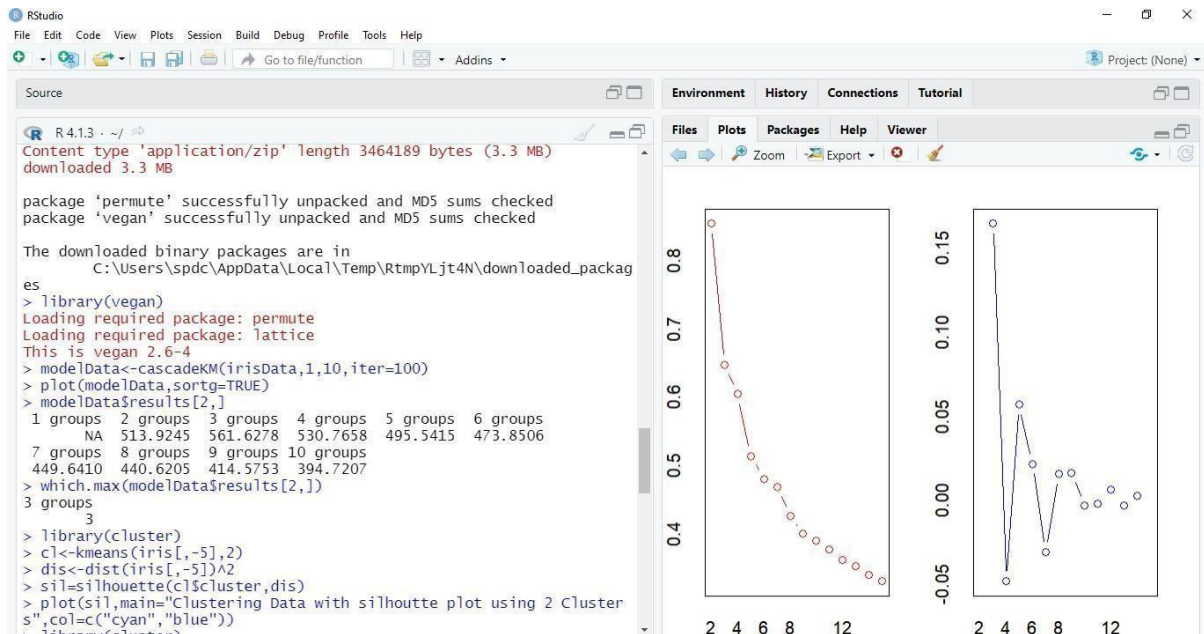 RStudio
File Edit Code View Plots Session Build Debug Profile Tools Help
Go to file/function Addins Project: (None)
Source
R 4.1.3 · ~/
Content type 'application/zip' length 3464189 bytes (3.3 MB)
downloaded 3.3 MB
package ‘permute’ successfully unpacked and MD5 sums checked
package ‘vegan’ successfully unpacked and MD5 sums checked
The downloaded binary packages are in
C:\Users\spdc\AppData\Local\Temp\RtmpYLjt4N\downloaded_packag
es
> library(vegan)
Loading required package: permute
Loading required package: lattice
This is vegan 2.6-4
> modelData<-cascadeKM(irisData,1,10,iter=100)
> plot(modelData,sortg=TRUE)
> modelData$results[2,]
1 groups 2 groups 3 groups 4 groups 5 groups 6 groups
NA 513.9245 561.6278 530.7658 495.5415 473.8506
7 groups 8 groups 9 groups 10 groups
449.6410 440.6205 414.5753 394.7207
> which.max(modelData$results[2,])
3 groups
3
> library(cluster)
> cl<-kmeans(iris[,-5],2)
> dis<-dist(iris[,-5])^2
> sil=silhouette(cl$cluster,dis)
> plot(sil,main="Clustering Data with silhoutte plot using 2 Cluster
s",col=c("cyan","blue"))
> library(cluster)
Environment History Connections Tutorial
Files Plots Packages Help Viewer
Zoom Export
0.8
0.7
0.6
0.5
0.4
2 4 6 8 12
0.15
0.10
0.05
0.00
-0.05
2 4 6 8 12